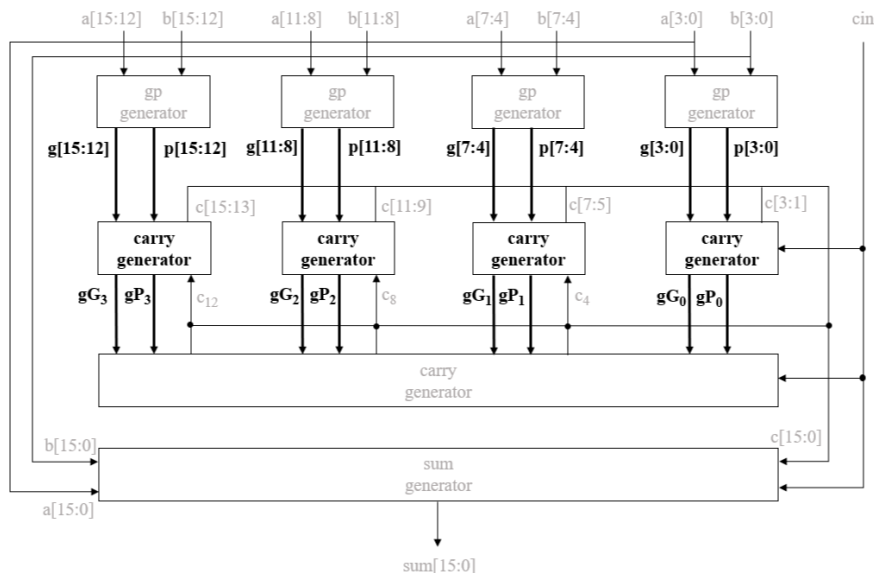 a[15:12] b[15:12] a[11:8] b[11:8] a[7:4] b[7:4] a[3:0] b[3:0] cin
gp gp gp gp
generator generator generator generator
g[15:12] p[15:12] g[11:8] p[11:8] g[7:4] p[7:4] g[3:0] p[3:0]
c[15:13] c[11:9] c[7:5] c[3:1]
carry carry carry carry
generator generator generator generator
gG3 gP3 c12 gG2 gP2 c8 gG1 gP1 c4 gG0 gP0
carry
generator
b[15:0] c[15:0]
sum
generator
a[15:0]
sum[15:0]